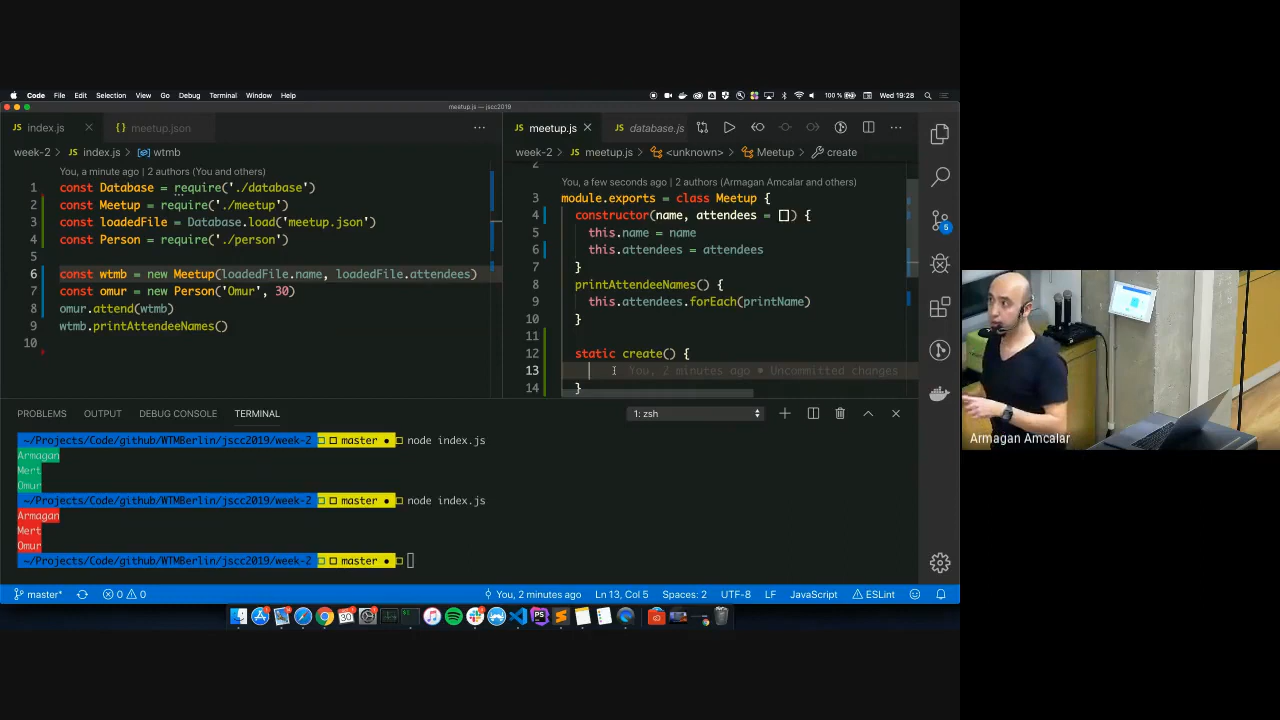 Code File Edit Selection View Go Debug Terminal Window Help
100 % Wed 19:28
meetup.js — jscc2019
index.js
meetup.json
week-2 index.js wtmb
You, a minute ago | 2 authors (You and others)
1 const Database = require('./database')
2 const Meetup = require('./meetup')
3 const loadedFile = Database.load('meetup.json')
4 const Person = require('./person')
5
6 const wtmb = new Meetup(loadedFile.name, loadedFile.attendees)
7 const omur = new Person('Omur', 30)
8 omur.attend(wtmb)
9 wtmb.printAttendeeNames()
10
meetup.js
database.js
week-2 meetup.js <unknown> Meetup create
2
You, a few seconds ago | 2 authors (Armagan Amcalar and others)
3 module.exports = class Meetup {
4 constructor(name, attendees = []) {
5 this.name = name
6 this.attendees = attendees
7 }
8 printAttendeeNames() {
9 this.attendees.forEach(printName)
10 }
11
12 static create() {
13 You, 2 minutes ago • Uncommitted changes
14 }
5
PROBLEMS OUTPUT DEBUG CONSOLE TERMINAL
1: zsh
~/Projects/Code/github/WTMBerlin/jscc2019/week-2 master ● node index.js
Armagan
Mert
Omur
~/Projects/Code/github/WTMBerlin/jscc2019/week-2 master ● node index.js
Armagan
Mert
Omur
~/Projects/Code/github/WTMBerlin/jscc2019/week-2 master ●
master* 0 0 You, 2 minutes ago Ln 13, Col 5 Spaces: 2 UTF-8 LF JavaScript ESLint
Armagan Amcalar